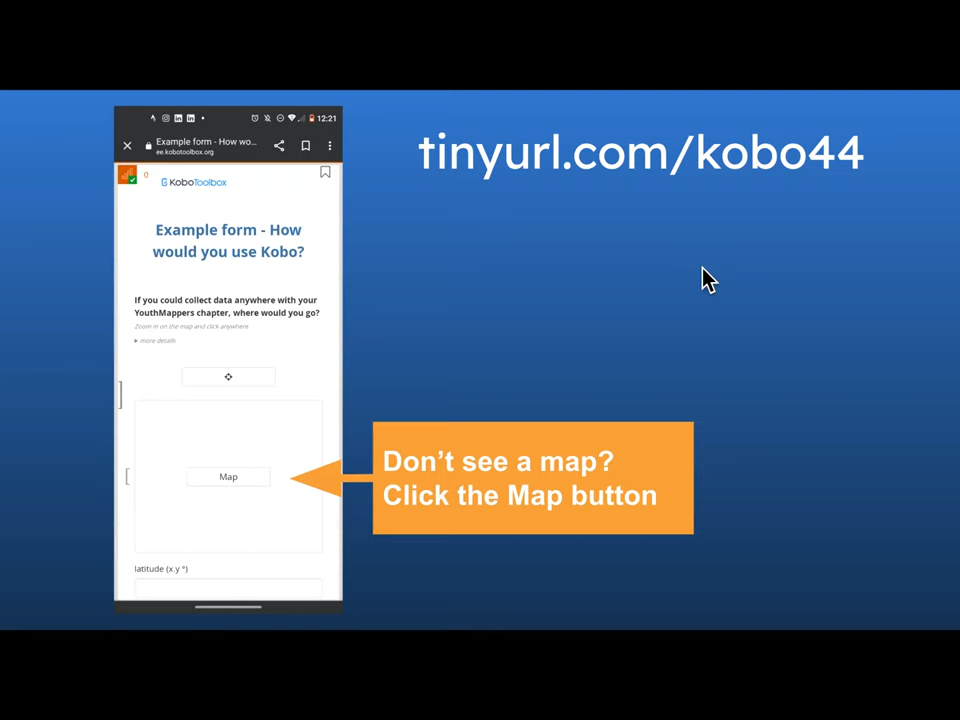 12:21
Example form - How wo...
ee.kobotoolbox.org
0
KoboToolbox
Example form - How
would you use Kobo?
If you could collect data anywhere with your
YouthMappers chapter, where would you go?
Zoom in on the map and click anywhere
more details
Map
latitude (x.y °)
tinyurl.com/kobo44
Don’t see a map?
Click the Map button